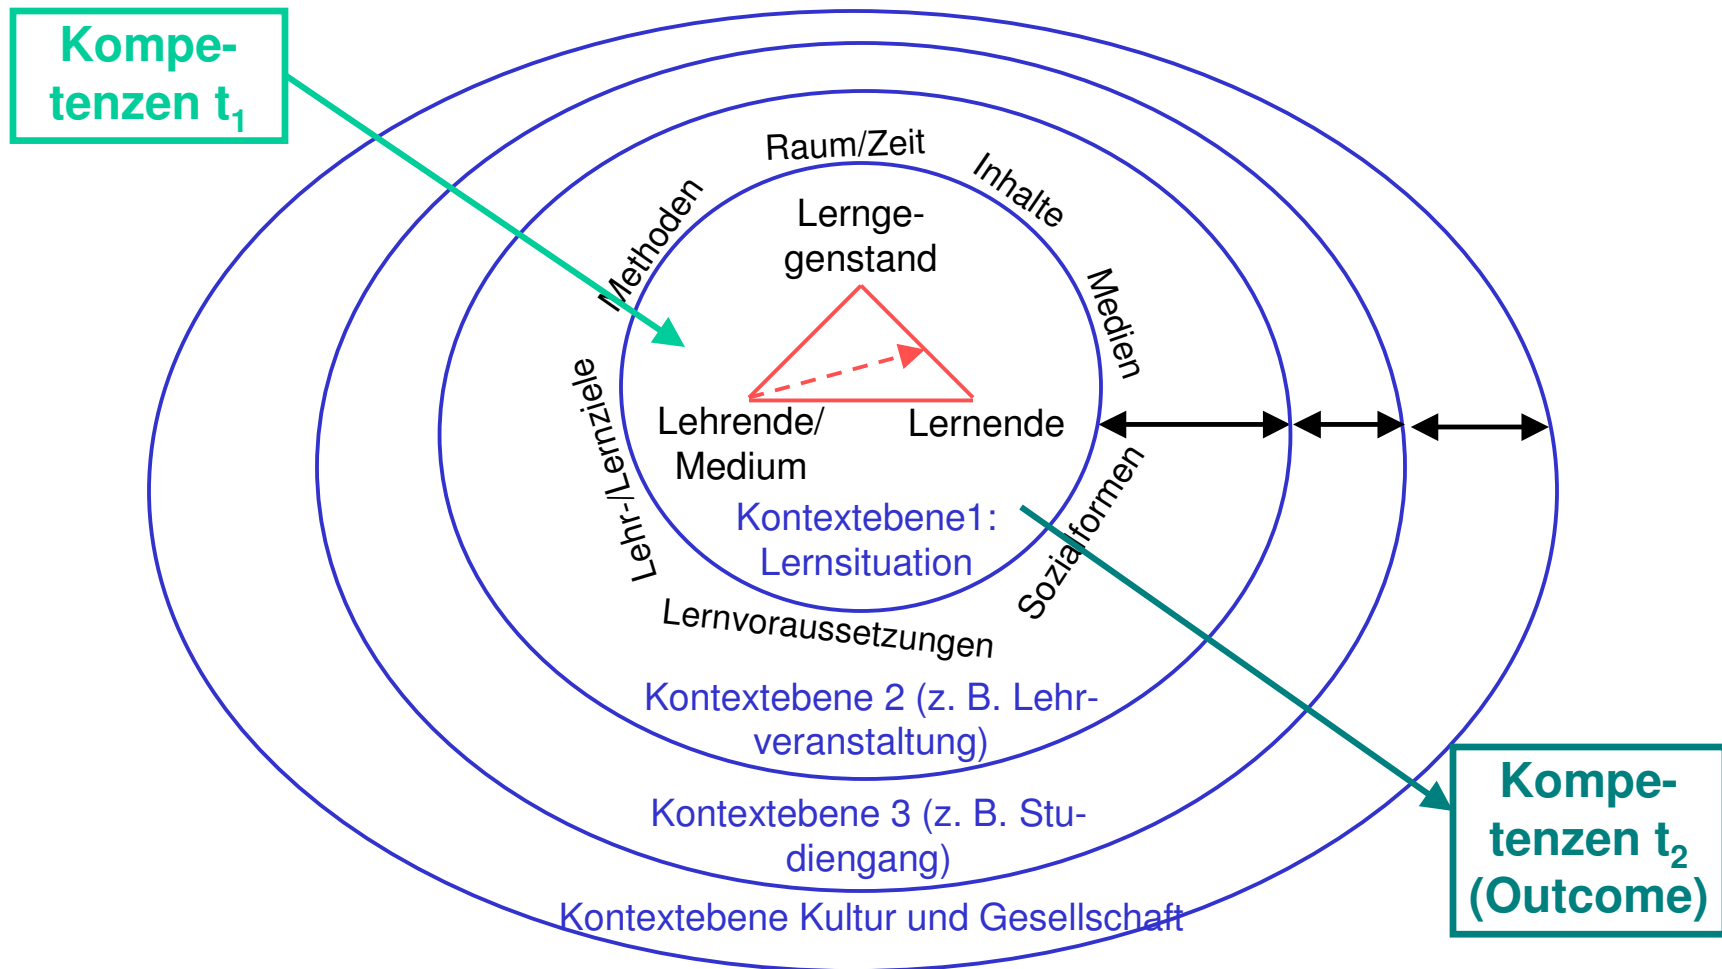 Kompe-
tenzen t₁
Raum/Zeit
Inhalte
Methoden
Medien
Lernge-
genstand
Lehrende/
Medium
Lernende
Lehr-/Lernziele
Sozialformen
Kontextebene1:
Lernsituation
Lernvoraussetzungen
Kontextebene 2 (z. B. Lehr-
veranstaltung)
Kontextebene 3 (z. B. Stu-
diengang)
Kontextebene Kultur und Gesellschaft
Kompe-
tenzen t₂
(Outcome)